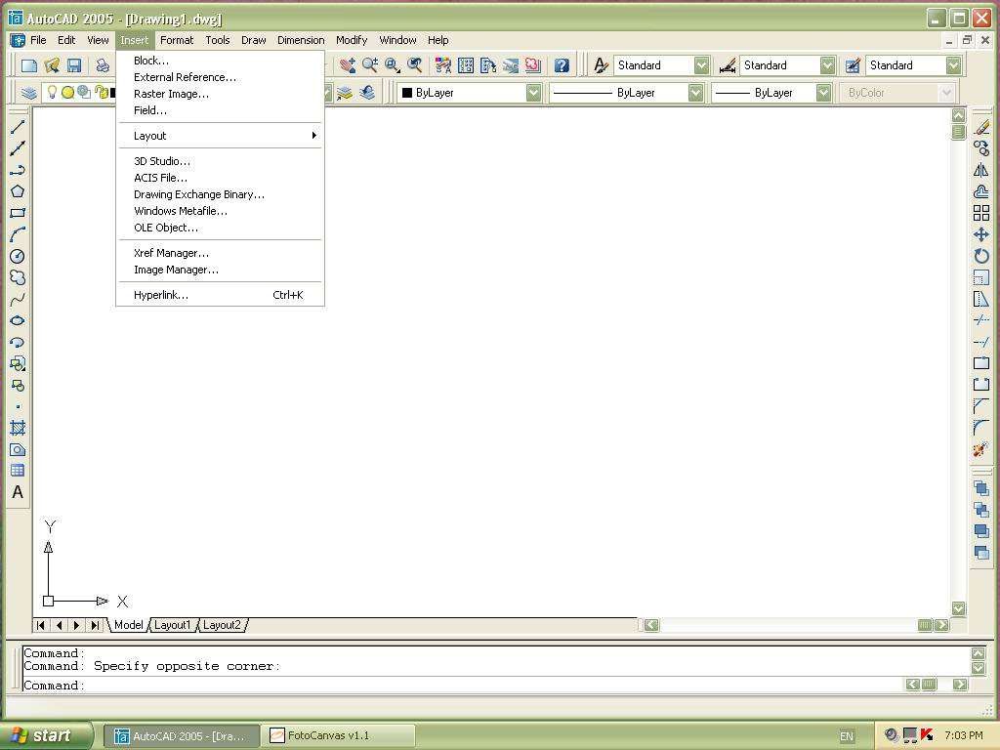 AutoCAD 2005 - [Drawing1.dwg]
File Edit View Insert Format Tools Draw Dimension Modify Window Help
Standard Standard Standard
ByLayer ByLayer ByLayer ByColor
Block...
External Reference...
Raster Image...
Field...
Layout
3D Studio...
ACIS File...
Drawing Exchange Binary...
Windows Metafile...
OLE Object...
Xref Manager...
Image Manager...
Hyperlink... Ctrl+K
A
Y
X
Model Layout1 Layout2
Command:
Command: Specify opposite corner:
Command:
start AutoCAD 2005 - [Dra... FotoCanvas v1.1 EN 7:03 PM